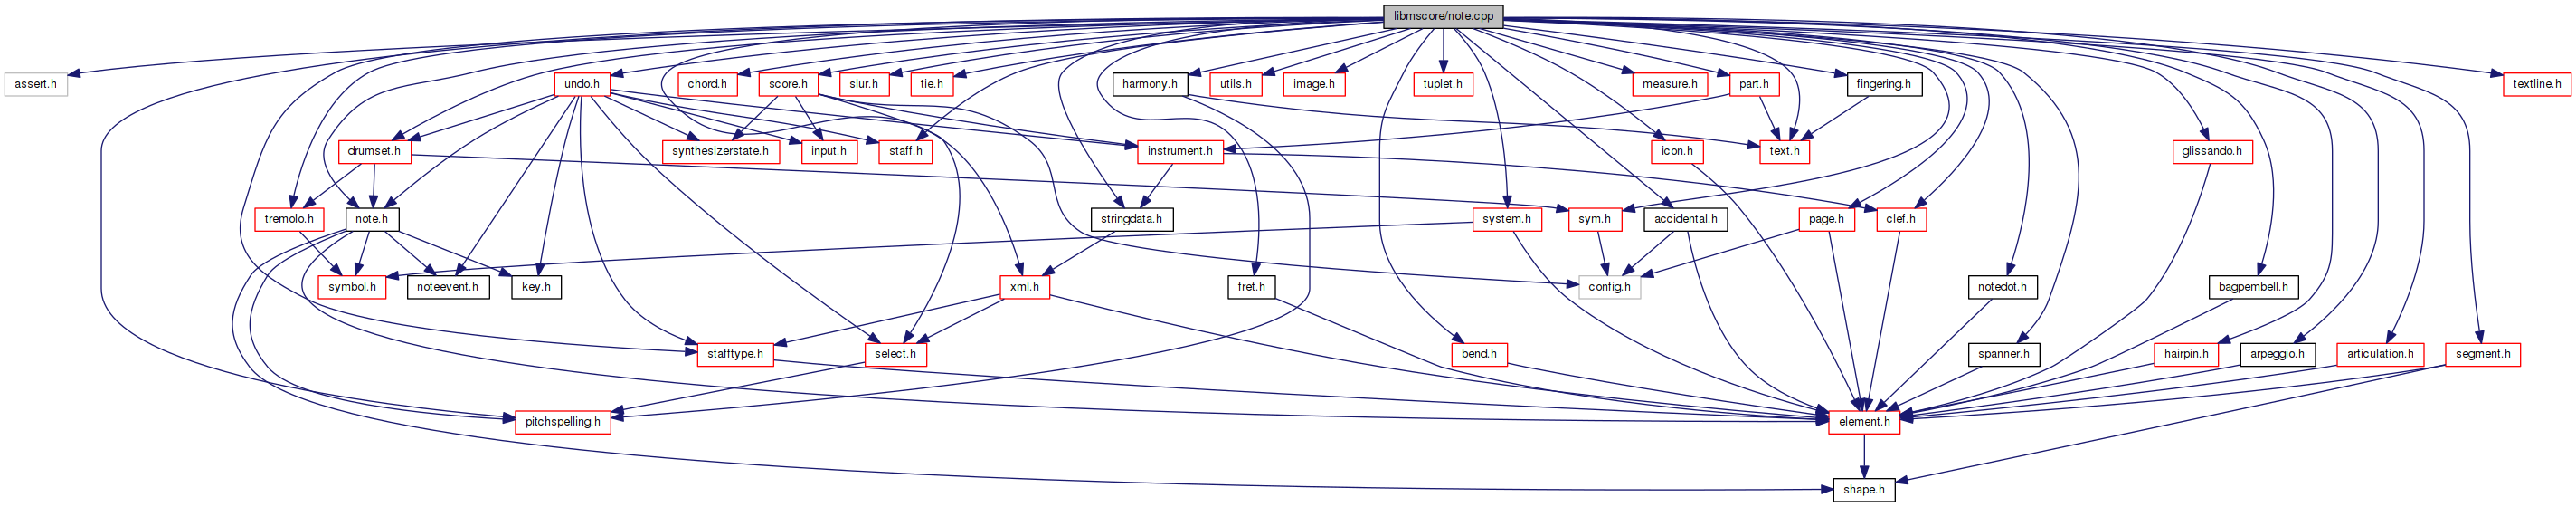 libmscore/note.cpp
assert.h
undo.h
chord.h
score.h
slur.h
tie.h
harmony.h
utils.h
image.h
tuplet.h
measure.h
part.h
fingering.h
textline.h
drumset.h
synthesizerstate.h
input.h
staff.h
instrument.h
icon.h
text.h
glissando.h
tremolo.h
note.h
stringdata.h
system.h
sym.h
accidental.h
page.h
clef.h
symbol.h
noteevent.h
key.h
xml.h
fret.h
config.h
notedot.h
bagpembell.h
stafftype.h
select.h
bend.h
spanner.h
hairpin.h
arpeggio.h
articulation.h
segment.h
pitchspelling.h
element.h
shape.h